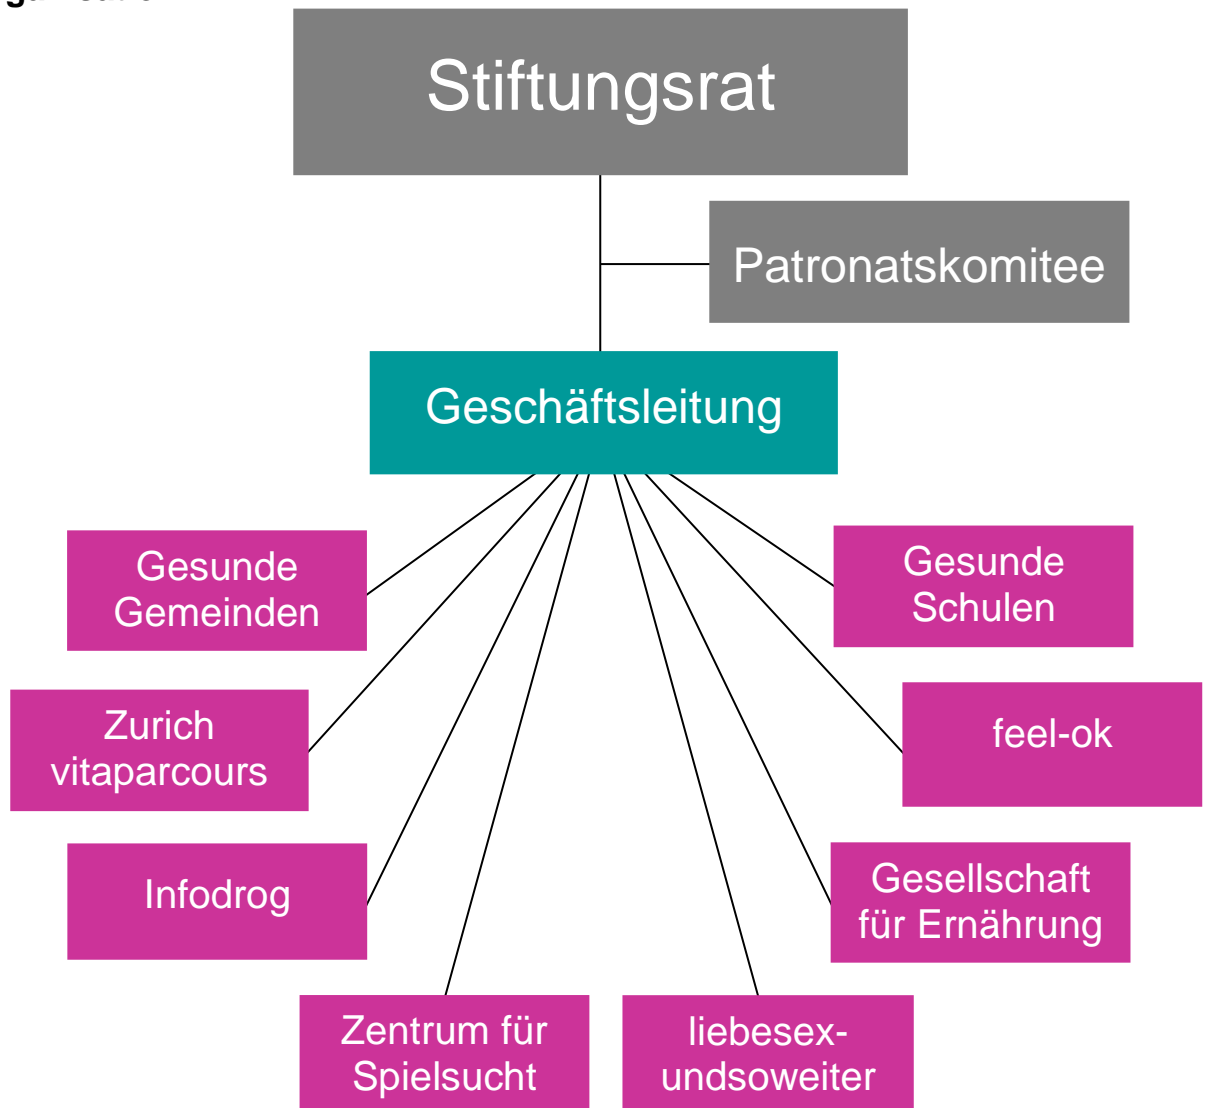 Stiftungsrat
Patronatskomitee
Geschäftsleitung
Gesunde
Gemeinden
Gesunde
Schulen
Zurich
vitaparcours
feel-ok
Infodrog
Gesellschaft
für Ernährung
Zentrum für
Spielsucht
liebesex-
undsoweiter